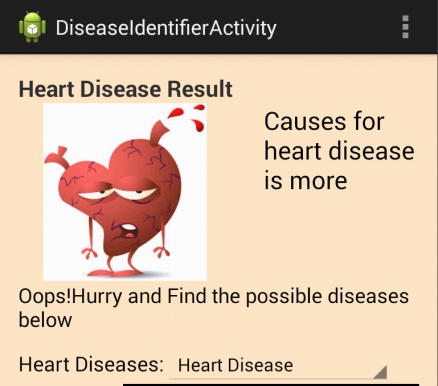 DiseaseIdentifierActivity
Heart Disease Result
Causes for
heart disease
is more
Oops!Hurry and Find the possible diseases
below
Heart Diseases: Heart Disease